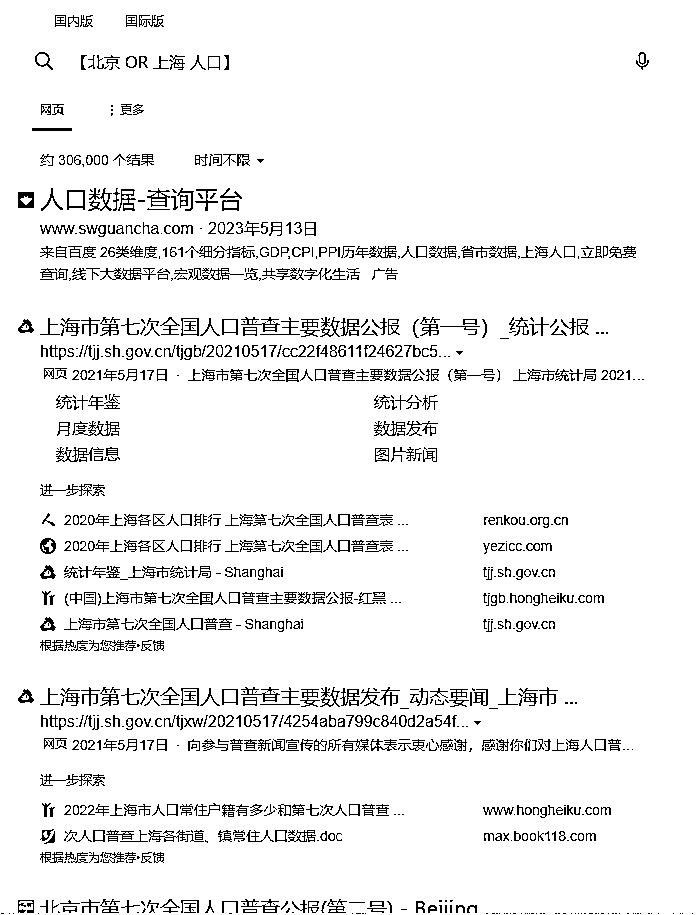 国内版 国际版
【北京 OR 上海 人口】
网页 ⋮更多
约 306,000 个结果 时间不限
人口数据-查询平台
www.swguancha.com · 2023年5月13日
来自百度 26类维度,161个细分指标,GDP,CPI,PPI历年数据,人口数据,省市数据,上海人口,立即免费
查询,线下大数据平台,宏观数据一览,共享数字化生活 广告
上海市第七次全国人口普查主要数据公报（第一号）_统计公报 ...
https://tjj.sh.gov.cn/tjgb/20210517/cc22f48611f24627bc5...
网页 2021年5月17日 · 上海市第七次全国人口普查主要数据公报（第一号） 上海市统计局 2021...
统计年鉴 统计分析
月度数据 数据发布
数据信息 图片新闻
进一步探索
2020年上海各区人口排行 上海第七次全国人口普查表 ... renkou.org.cn
2020年上海各区人口排行 上海第七次全国人口普查表 ... yezicc.com
统计年鉴_上海市统计局 - Shanghai tjj.sh.gov.cn
(中国)上海市第七次全国人口普查主要数据公报-红黑 ... tjgb.hongheiku.com
上海市第七次全国人口普查 - Shanghai tjj.sh.gov.cn
根据热度为您推荐•反馈
上海市第七次全国人口普查主要数据发布_动态要闻_上海市 ...
https://tjj.sh.gov.cn/tjxw/20210517/4254aba799c840d2a54f...
网页 2021年5月17日 · 向参与普查新闻宣传的所有媒体表示衷心感谢，感谢你们对上海人口普...
进一步探索
2022年上海市人口常住户籍有多少和第七次人口普查 ... www.hongheiku.com
次人口普查上海各街道、镇常住人口数据.doc max.book118.com
根据热度为您推荐•反馈
北京市第七次全国人口普查公报(第二号) - Beijing